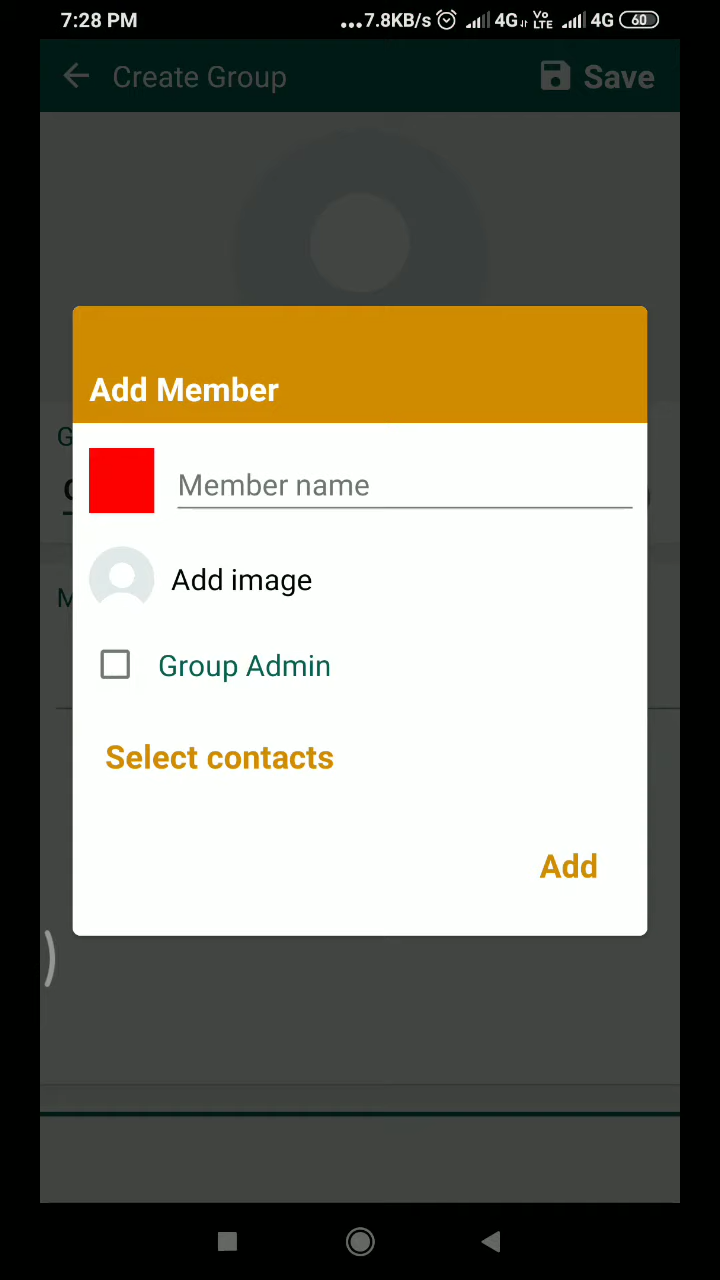 7:28 PM ...7.8KB/s 4G Vo LTE 4G 60
Create Group Save
Add Member
G
Member name
Add image
M
Group Admin
Select contacts
Add